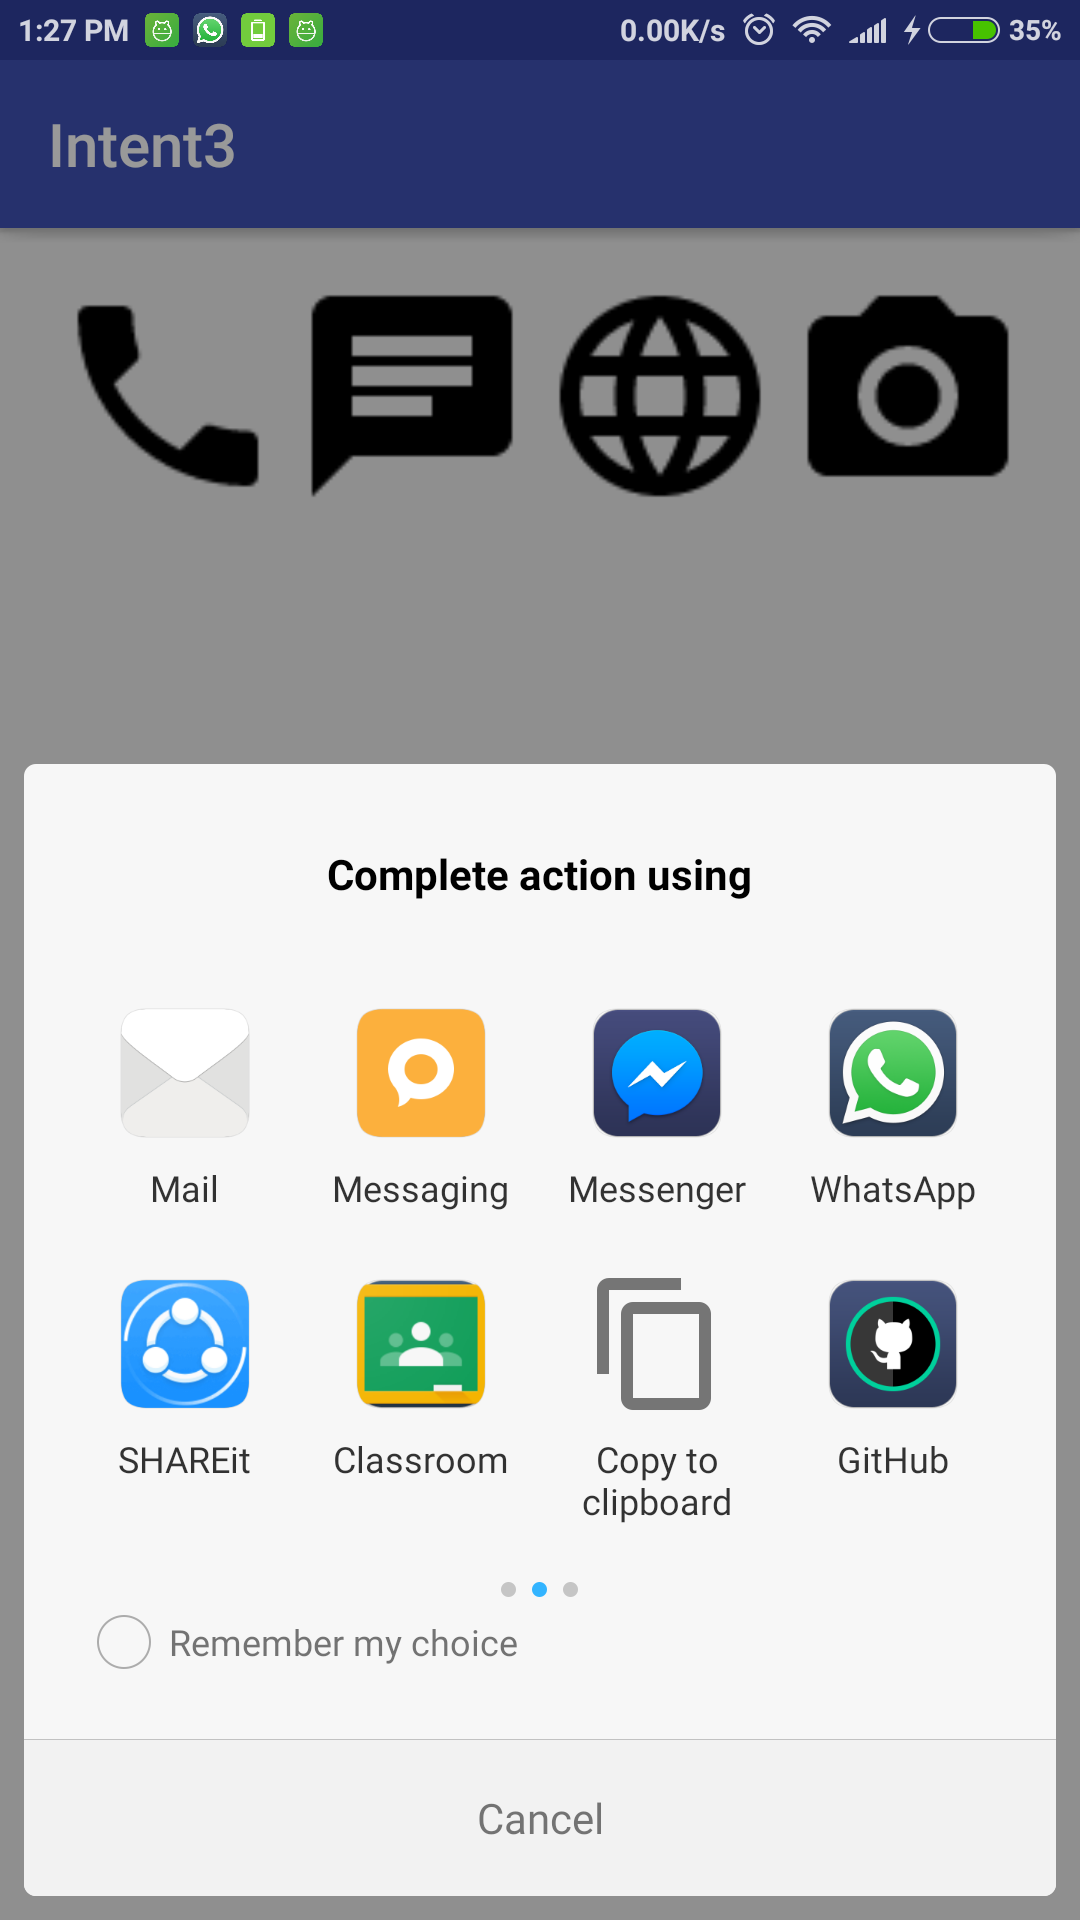 1:27 PM 0.00K/s 35%
Intent3
Complete action using
Mail Messaging Messenger WhatsApp
SHAREit Classroom Copy to GitHub
clipboard
Remember my choice
Cancel